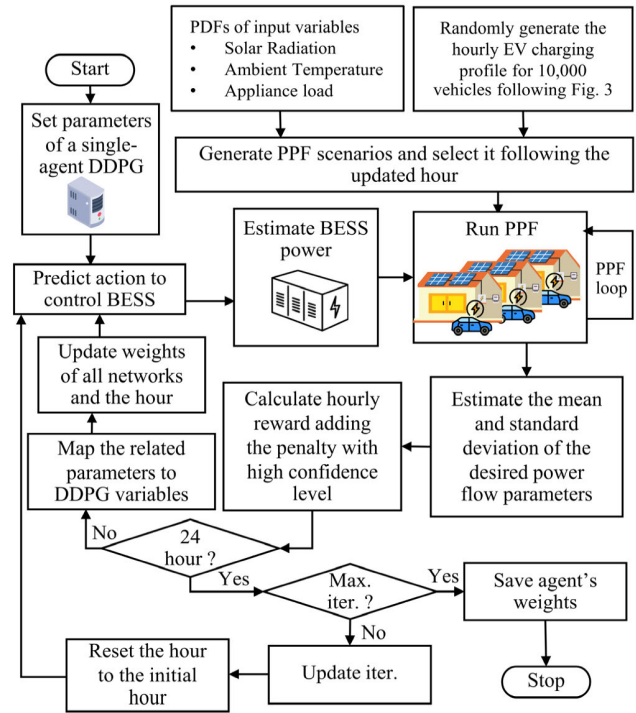 Start
Set parameters
of a single-
agent DDPG
PDFs of input variables
• Solar Radiation
• Ambient Temperature
• Appliance load
Randomly generate the
hourly EV charging
profile for 10,000
vehicles following Fig. 3
Generate PPF scenarios and select it following the
updated hour
Predict action to
control BESS
Estimate BESS
power
Run PPF
PPF
loop
Update weights
of all networks
and the hour
Map the related
parameters to
DDPG variables
Calculate hourly
reward adding
the penalty with
high confidence
level
Estimate the mean
and standard
deviation of the
desired power
flow parameters
No
24
hour ?
Yes
Max.
iter. ?
Yes
Save agent's
weights
No
Reset the hour
to the initial
hour
Update iter.
Stop